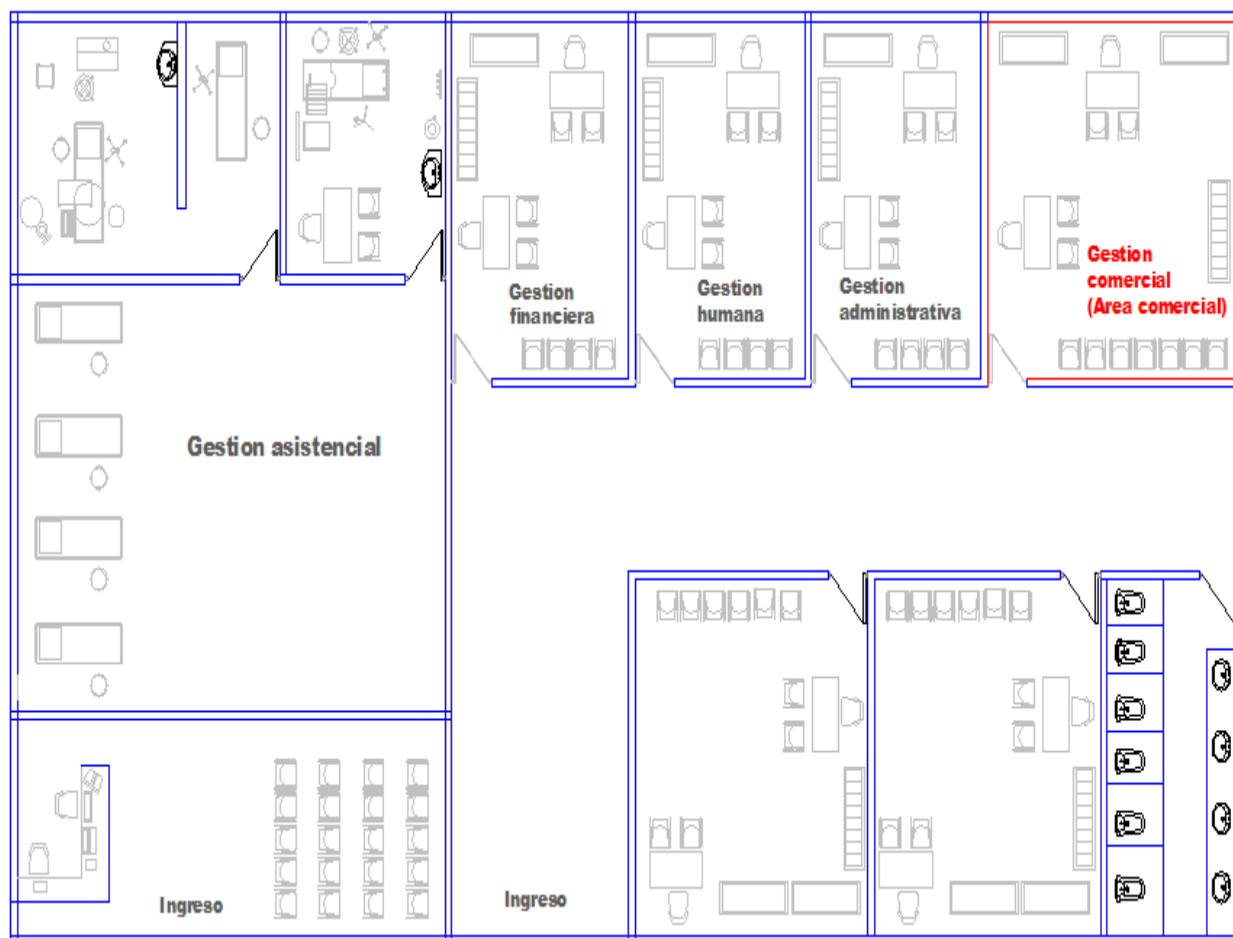 Gestion
financiera
Gestion
humana
Gestion
administrativa
Gestion
comercial
(Area comercial)
Gestion asistencial
Ingreso
Ingreso